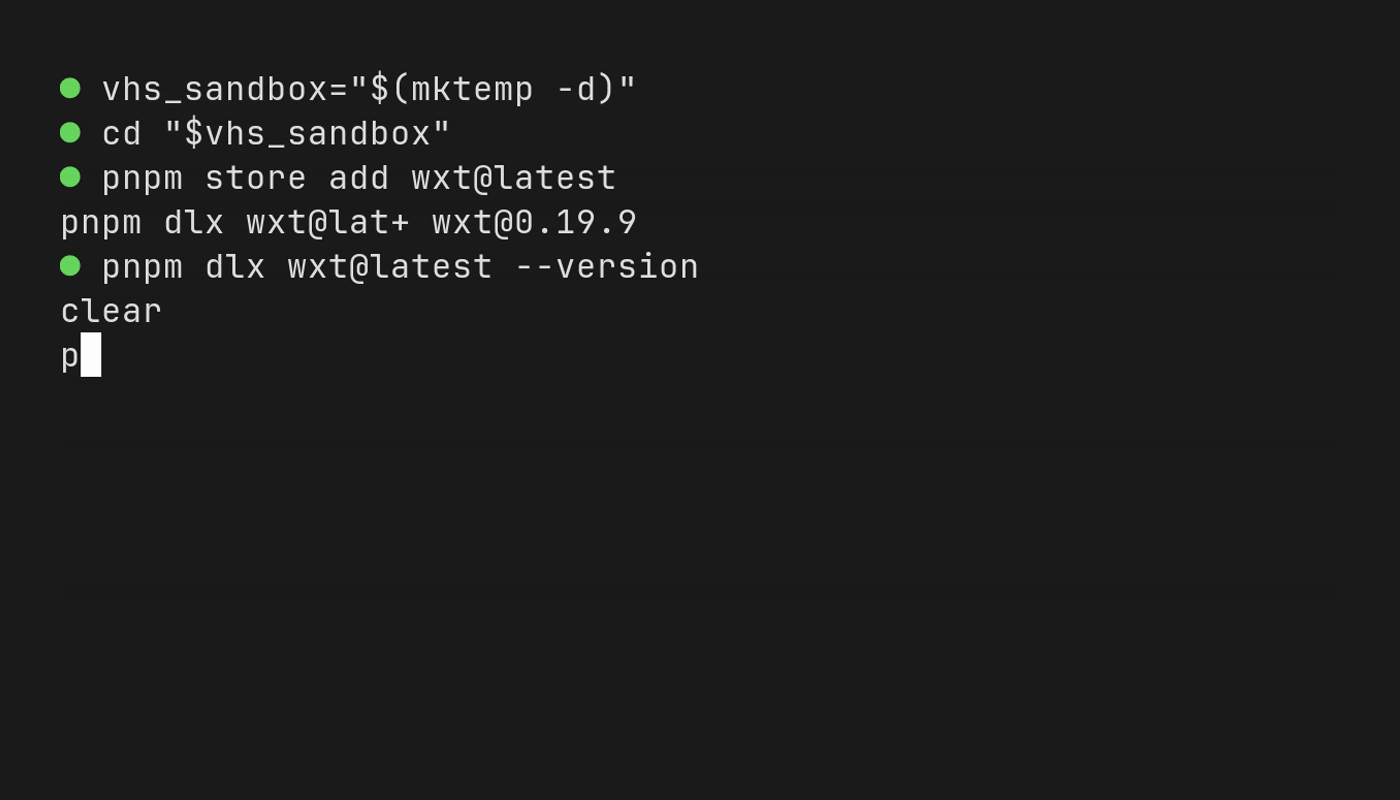 ● vhs_sandbox="$(mktemp -d)"
● cd "$vhs_sandbox"
● pnpm store add wxt@latest
pnpm dlx wxt@lat+ wxt@0.19.9
● pnpm dlx wxt@latest --version
clear
p